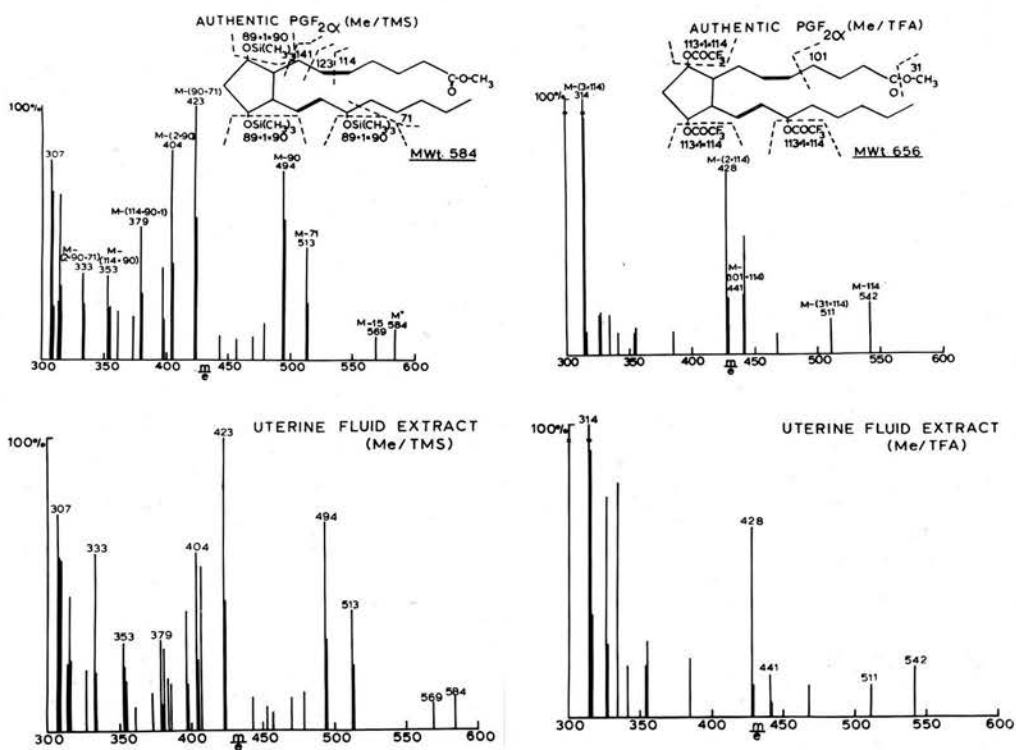 AUTHENTIC PGF2α (Me/TMS)
89+1=90
OSi(CH3)3
141
123
114
C-OCH3
O
71
OSi(CH3)3
OSi(CH3)3
89+1=90
89+1=90
MWt. 584
100%
307
M-(2·90+71)
333
M-(114+90)
353
M-(114+90+1)
379
M-(2·90)
404
M-(90+71)
423
M-90
494
M-71
513
M-15
569
M+
584
300
350
400
450
500
550
600
m/e
AUTHENTIC PGF2α (Me/TFA)
113+1=114
OCOCF3
101
31
C-OCH3
O
OCOCF3
OCOCF3
113+1=114
113+1=114
MWt. 656
100%
M-(3×114)
314
M-(2×114)
428
M-(101+114)
441
M-(31+114)
511
M-114
542
300
400
500
600
m/e
UTERINE FLUID EXTRACT
(Me/TMS)
100%
307
333
353
379
404
423
494
513
569
584
300
350
400
450
500
550
600
m/e
UTERINE FLUID EXTRACT
(Me/TFA)
100%
314
428
441
511
542
300
350
400
450
500
550
600
m/e